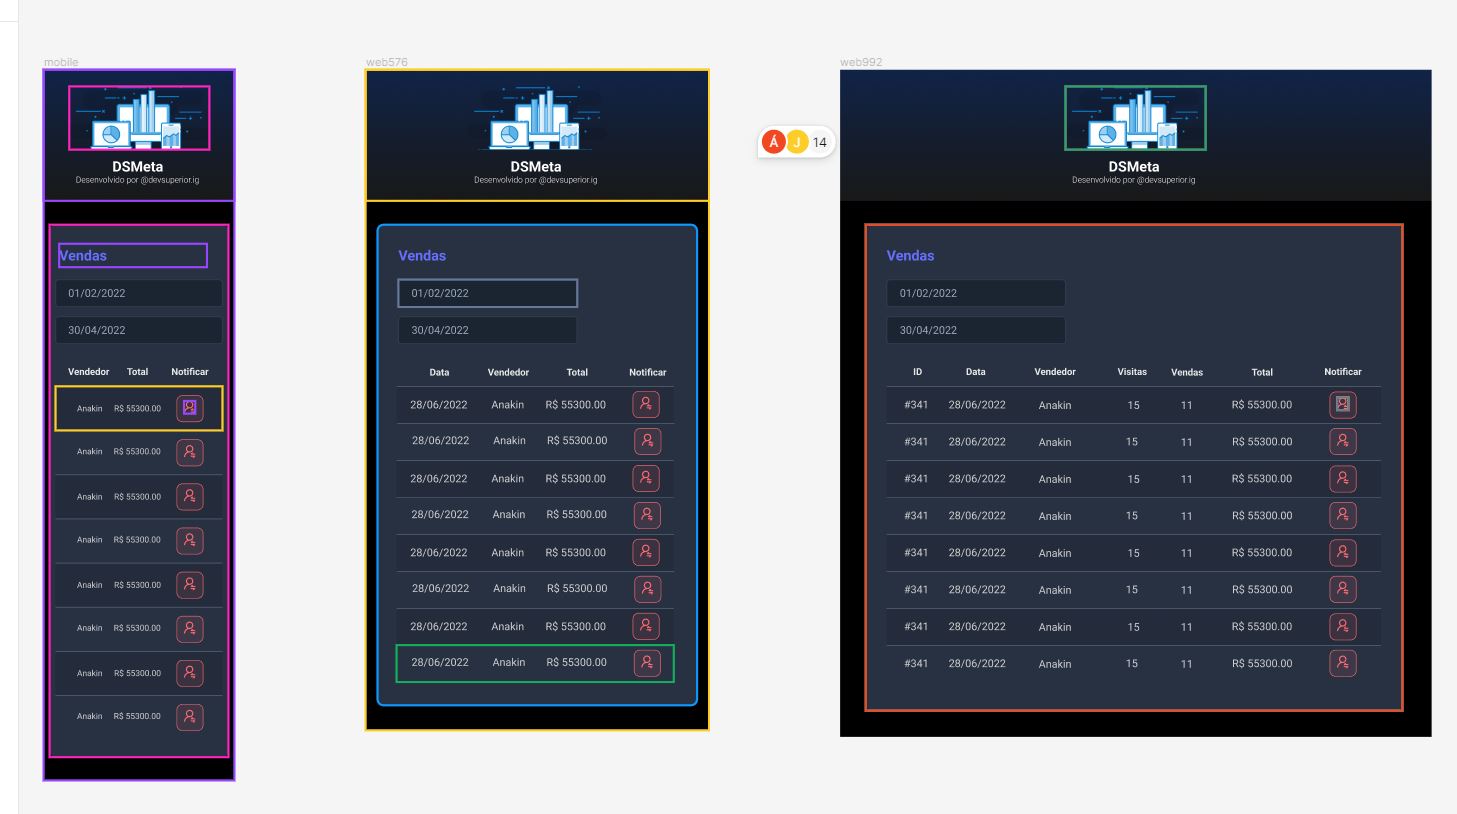 mobile
DSMeta
Desenvolvido por @devsuperior.ig
Vendas
01/02/2022
30/04/2022
Vendedor Total Notificar
Anakin R$ 55300.00
Anakin R$ 55300.00
Anakin R$ 55300.00
Anakin R$ 55300.00
Anakin R$ 55300.00
Anakin R$ 55300.00
Anakin R$ 55300.00
Anakin R$ 55300.00
web576
DSMeta
Desenvolvido por @devsuperior.ig
Vendas
01/02/2022
30/04/2022
Data Vendedor Total Notificar
28/06/2022 Anakin R$ 55300.00
28/06/2022 Anakin R$ 55300.00
28/06/2022 Anakin R$ 55300.00
28/06/2022 Anakin R$ 55300.00
28/06/2022 Anakin R$ 55300.00
28/06/2022 Anakin R$ 55300.00
28/06/2022 Anakin R$ 55300.00
28/06/2022 Anakin R$ 55300.00
Á J 14
web992
DSMeta
Desenvolvido por @devsuperior.ig
Vendas
01/02/2022
30/04/2022
ID Data Vendedor Visitas Vendas Total Notificar
#341 28/06/2022 Anakin 15 11 R$ 55300.00
#341 28/06/2022 Anakin 15 11 R$ 55300.00
#341 28/06/2022 Anakin 15 11 R$ 55300.00
#341 28/06/2022 Anakin 15 11 R$ 55300.00
#341 28/06/2022 Anakin 15 11 R$ 55300.00
#341 28/06/2022 Anakin 15 11 R$ 55300.00
#341 28/06/2022 Anakin 15 11 R$ 55300.00
#341 28/06/2022 Anakin 15 11 R$ 55300.00